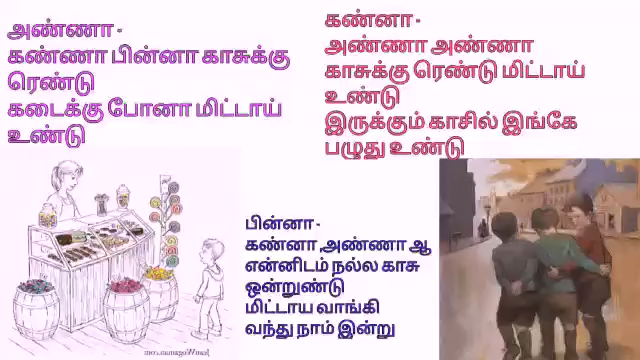 அண்ணா -
கண்ணா பின்னா காசுக்கு
ரெண்டு
கடைக்கு போனா மிட்டாய்
உண்டு
கண்னா -
அண்ணா அண்ணா
காசுக்கு ரெண்டு மிட்டாய்
உண்டு
இருக்கும் காசில் இங்கே
பழுது உண்டு
பின்னா -
கண்னா ,அண்ணா ஆ
என்னிடம் நல்ல காசு
ஒன்றுண்டு
மிட்டாய வாங்கி
வந்து நாம் இன்று